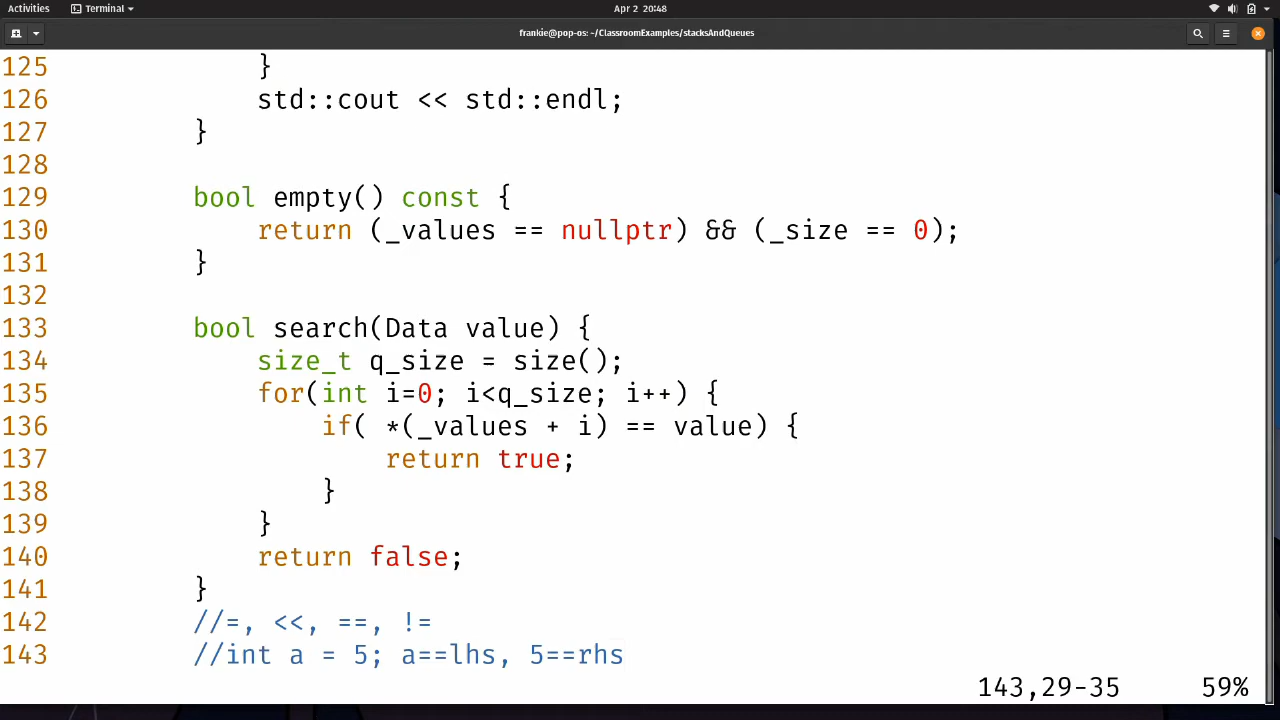 Activities Terminal Apr 2 20:48
frankie@pop-os: ~/ClassroomExamples/stacksAndQueues
125 }
126 std::cout << std::endl;
127 }
128
129 bool empty() const {
130 return (_values == nullptr) && (_size == 0);
131 }
132
133 bool search(Data value) {
134 size_t q_size = size();
135 for(int i=0; i<q_size; i++) {
136 if( *(_values + i) == value) {
137 return true;
138 }
139 }
140 return false;
141 }
142 //=, <<, ==, !=
143 //int a = 5; a==lhs, 5==rhs
143,29-35 59%